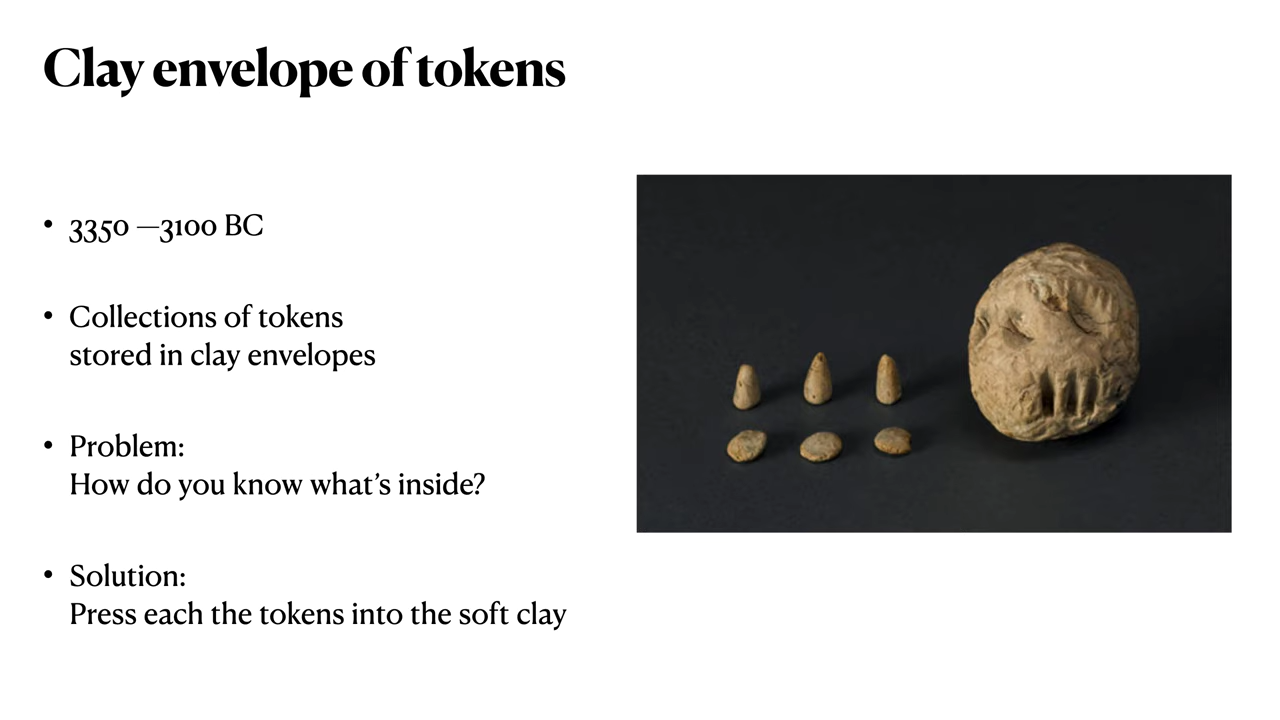 Clay envelope of tokens
• 3350 —3100 BC
• Collections of tokens
stored in clay envelopes
• Problem:
How do you know what’s inside?
• Solution:
Press each the tokens into the soft clay